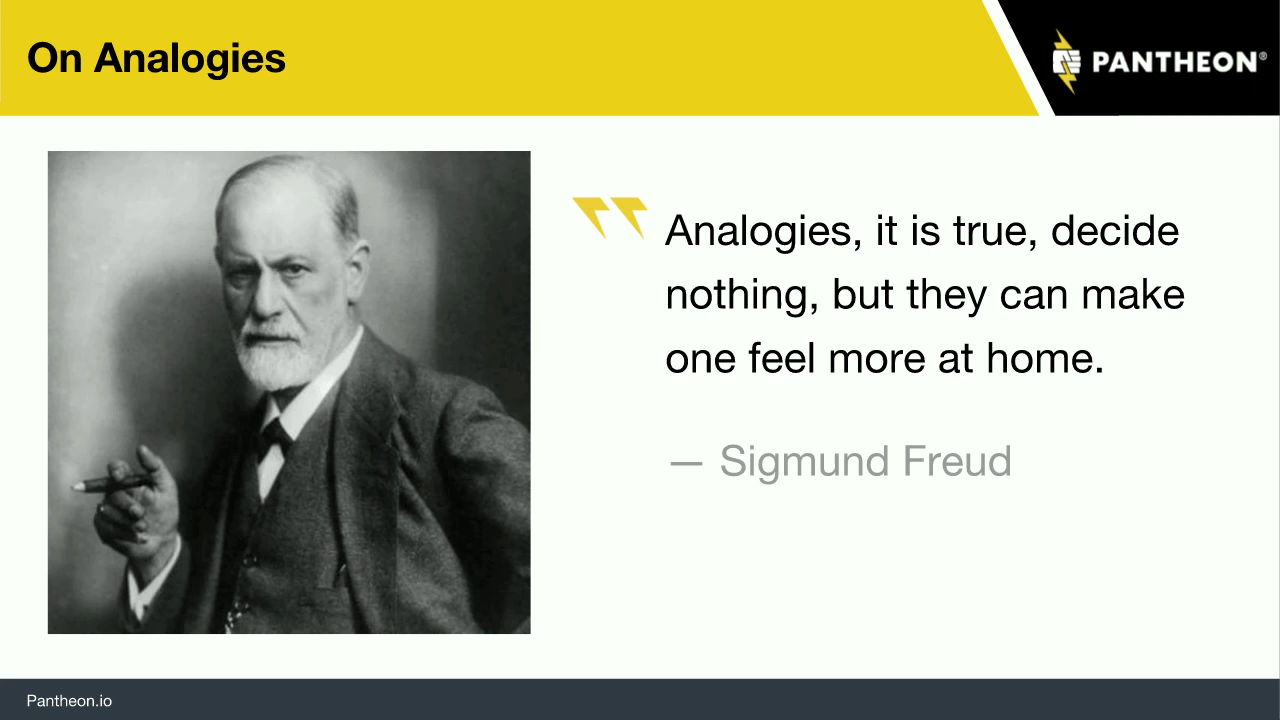 On Analogies
PANTHEON®
Analogies, it is true, decide
nothing, but they can make
one feel more at home.
— Sigmund Freud
Pantheon.io